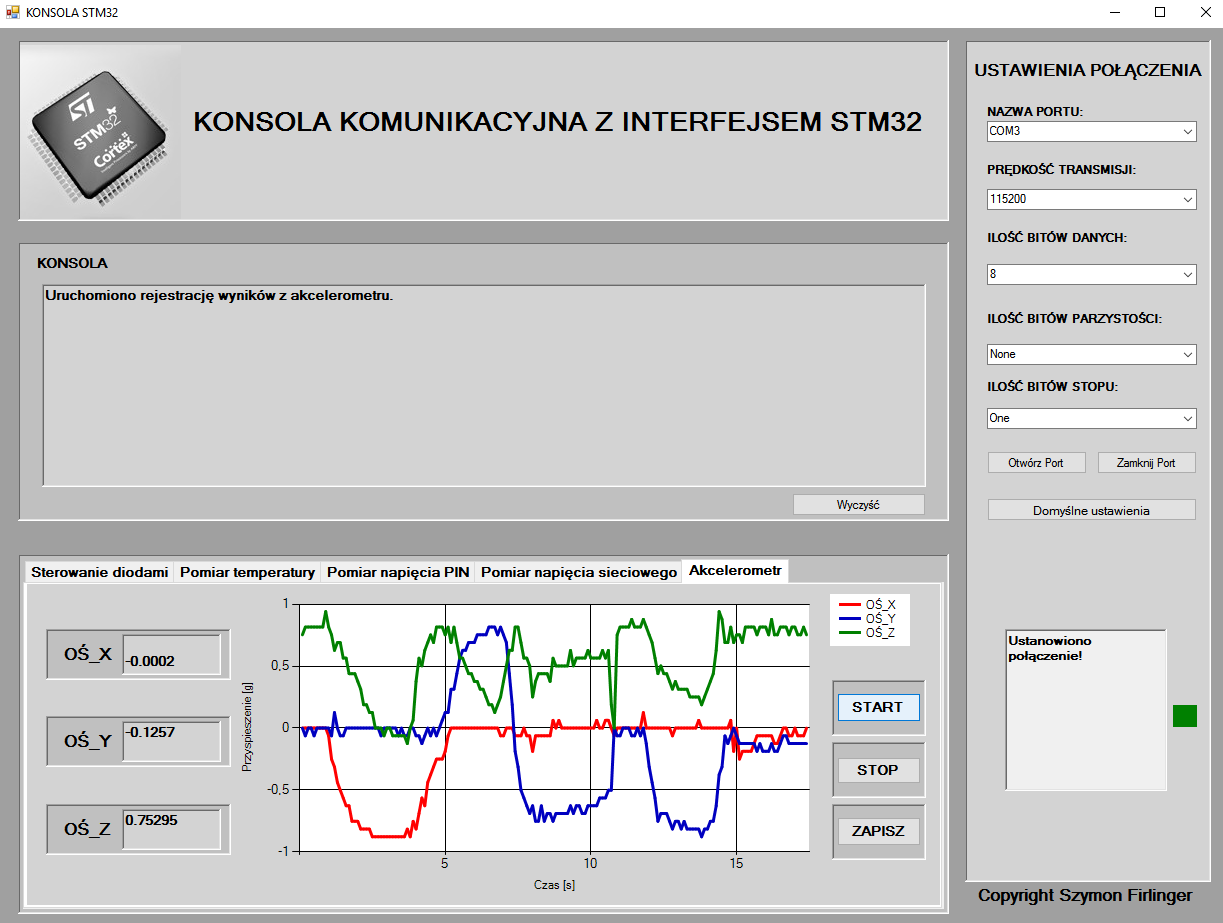 KONSOLA STM32
STM32
Cortex
KONSOLA KOMUNIKACYJNA Z INTERFEJSEM STM32
USTAWIENIA POŁĄCZENIA
NAZWA PORTU:
COM3
PRĘDKOŚĆ TRANSMISJI:
115200
ILOŚĆ BITÓW DANYCH:
8
ILOŚĆ BITÓW PARZYSTOŚCI:
None
ILOŚĆ BITÓW STOPU:
One
Otwórz Port Zamknij Port
Domyślne ustawienia
Ustanowiono
połączenie!
Copyright Szymon Firlinger
KONSOLA
Uruchomiono rejestrację wyników z akcelerometru.
Wyczyść
Sterowanie diodami Pomiar temperatury Pomiar napięcia PIN Pomiar napięcia sieciowego Akcelerometr
OŚ_X -0.0002
OŚ_Y -0.1257
OŚ_Z 0.75295
Przyspieszenie [g]
1
0.5
0
-0,5
-1
5 10 15
Czas [s]
OŚ_X
OŚ_Y
OŚ_Z
START
STOP
ZAPISZ